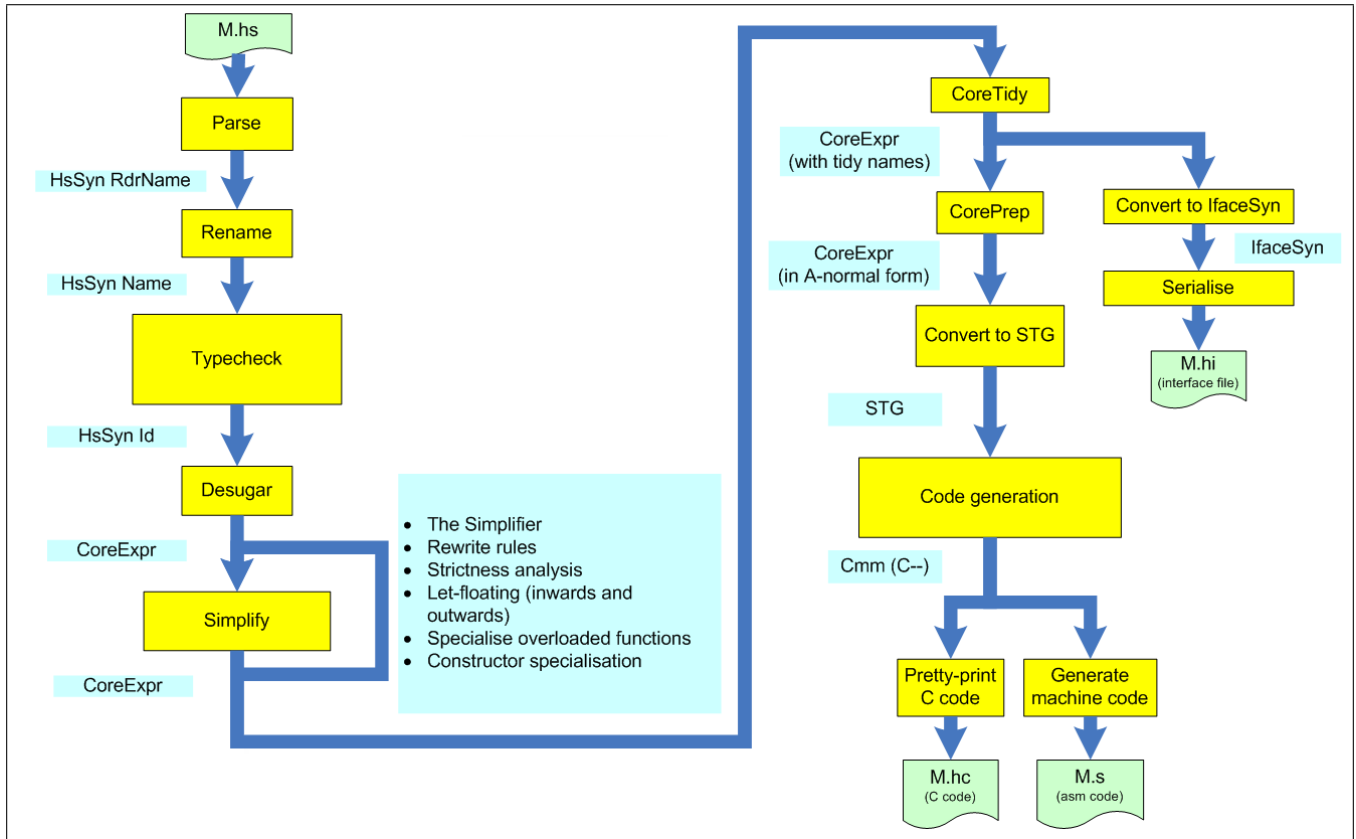 M.hs
Parse
HsSyn RdrName
Rename
HsSyn Name
Typecheck
HsSyn Id
Desugar
CoreExpr
Simplify
CoreExpr
• The Simplifier
• Rewrite rules
• Strictness analysis
• Let-floating (inwards and
outwards)
• Specialise overloaded functions
• Constructor specialisation
CoreTidy
CoreExpr
(with tidy names)
CorePrep
CoreExpr
(in A-normal form)
Convert to STG
STG
Code generation
Cmm (C--)
Pretty-print
C code
M.hc
(C code)
Generate
machine code
M.s
(asm code)
Convert to IfaceSyn
IfaceSyn
Serialise
M.hi
(interface file)